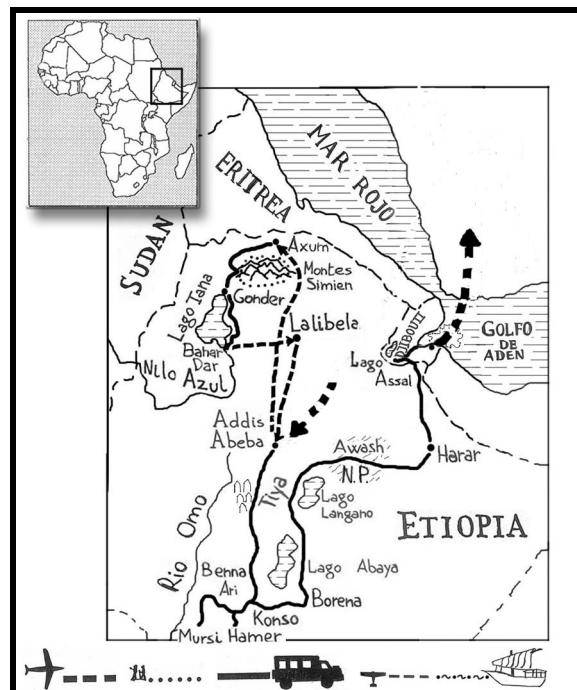 MAR ROJO
ERITREA
SUDAN
Axum
Montes
Simien
Gonder
Lago Tana
Lalibela
DJIBOUTI
GOLFO
DE
ADEN
Lago
Assal
Bahar
Dar
Nilo
Azul
Addis
Abeba
Awash
N.P.
Harar
Tiya
Lago
Langano
ETIOPIA
Rio Omo
Lago Abaya
Benna
Ari
Borena
Konso
Mursi Hamer